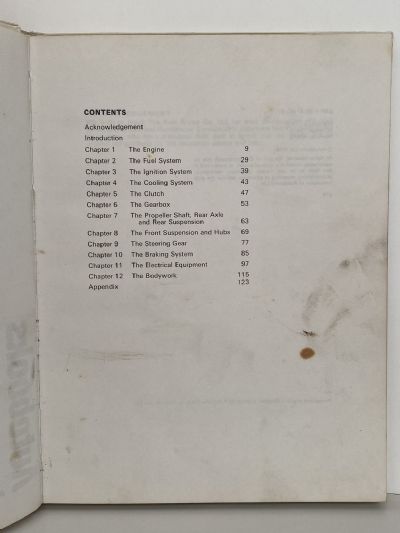 CONTENTS
Acknowledgement
Introduction
Chapter 1 The Engine 9
Chapter 2 The Fuel System 29
Chapter 3 The Ignition System 39
Chapter 4 The Cooling System 43
Chapter 5 The Clutch 47
Chapter 6 The Gearbox 53
Chapter 7 The Propeller Shaft, Rear Axle
and Rear Suspension 63
Chapter 8 The Front Suspension and Hubs 69
Chapter 9 The Steering Gear 77
Chapter 10 The Braking System 85
Chapter 11 The Electrical Equipment 97
Chapter 12 The Bodywork 115
Appendix 123